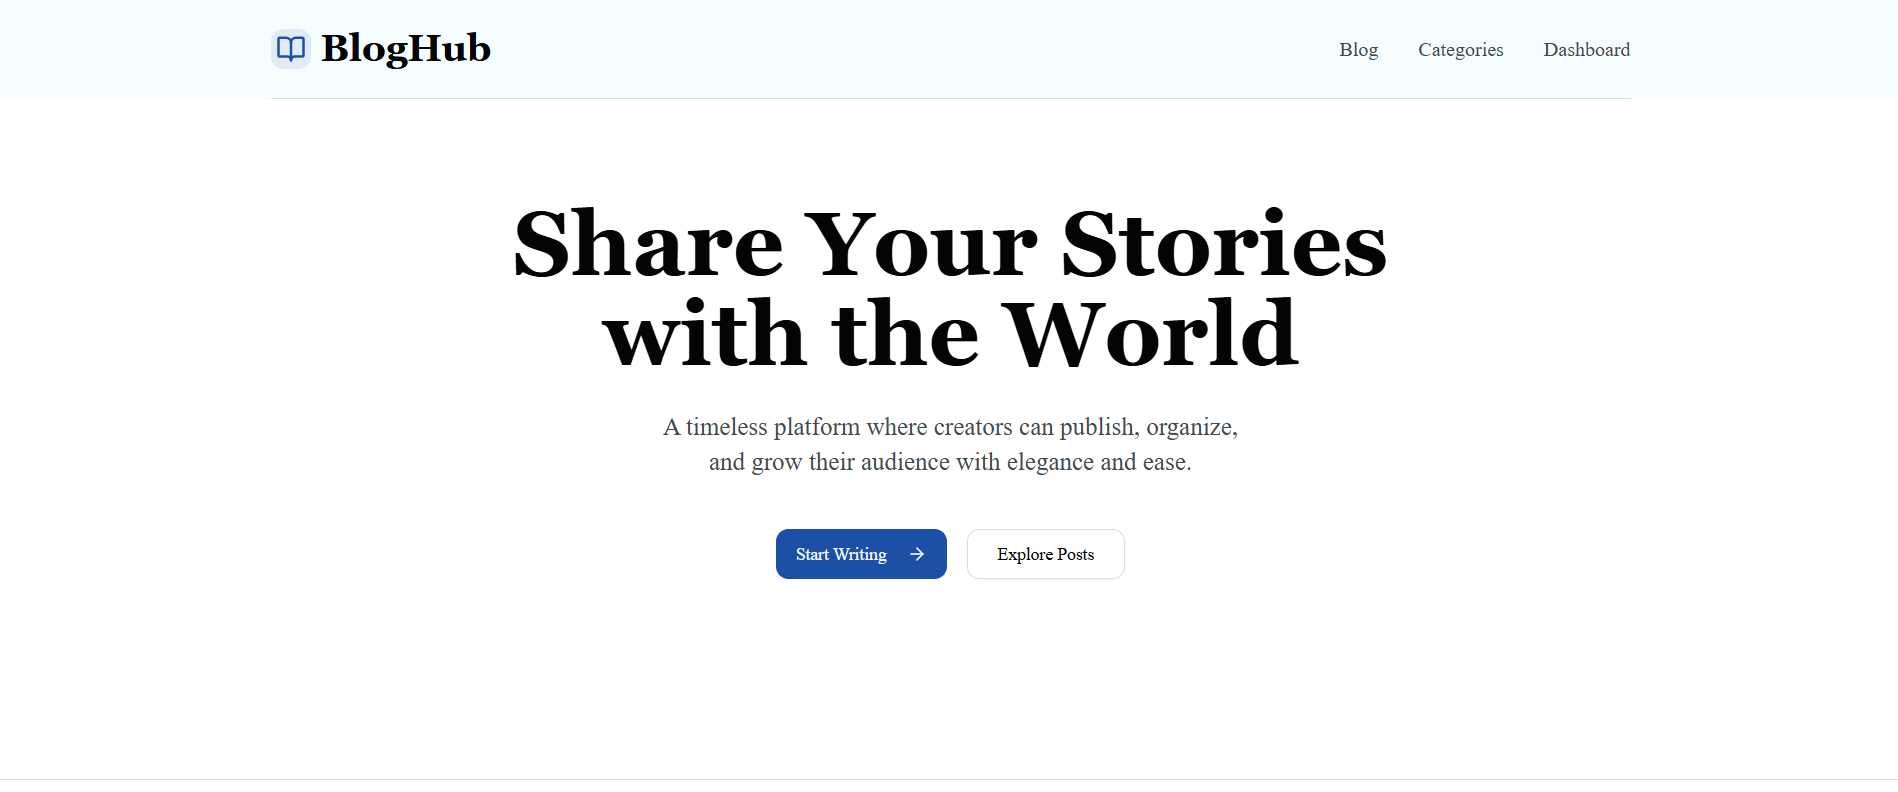 BlogHub
Blog
Categories
Dashboard
Share Your Stories
with the World
A timeless platform where creators can publish, organize,
and grow their audience with elegance and ease.
Start Writing
Explore Posts